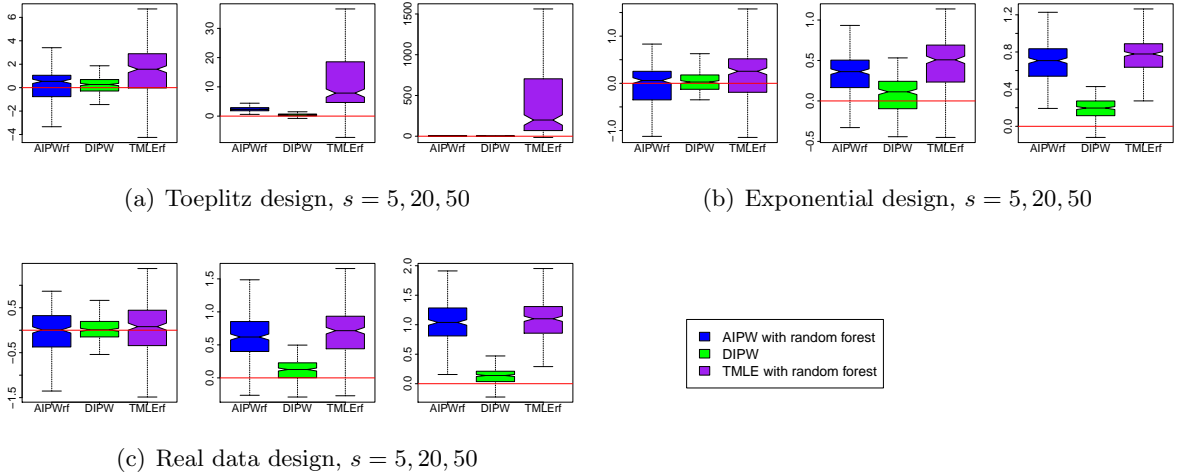 6
4
2
0
−2
−4
AIPWrf DIPW TMLErf
30
20
10
0
AIPWrf DIPW TMLErf
1500
1000
500
0
AIPWrf DIPW TMLErf
1.0
0.0
−1.0
AIPWrf DIPW TMLErf
1.0
0.5
0.0
−0.5
AIPWrf DIPW TMLErf
1.2
0.8
0.4
0.0
AIPWrf DIPW TMLErf
(a) Toeplitz design, s = 5, 20, 50
(b) Exponential design, s = 5, 20, 50
0.5
−0.5
−1.5
AIPWrf DIPW TMLErf
1.5
1.0
0.5
0.0
AIPWrf DIPW TMLErf
2.0
1.5
1.0
0.5
0.0
AIPWrf DIPW TMLErf
AIPW with random forest
DIPW
TMLE with random forest
(c) Real data design, s = 5, 20, 50